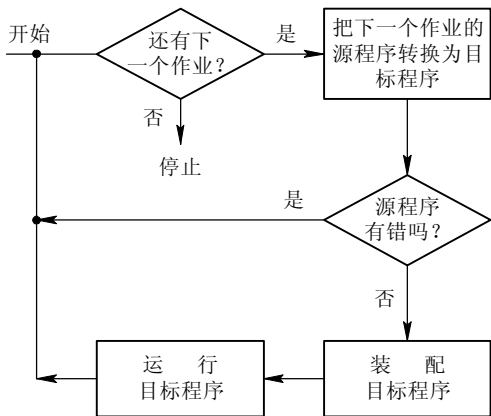 开始
还有下
一个作业?
是
把下一个作业的
源程序转换为目
标程序
否
停止
是
源程序
有错吗?
否
运 行
目标程序
装 配
目标程序